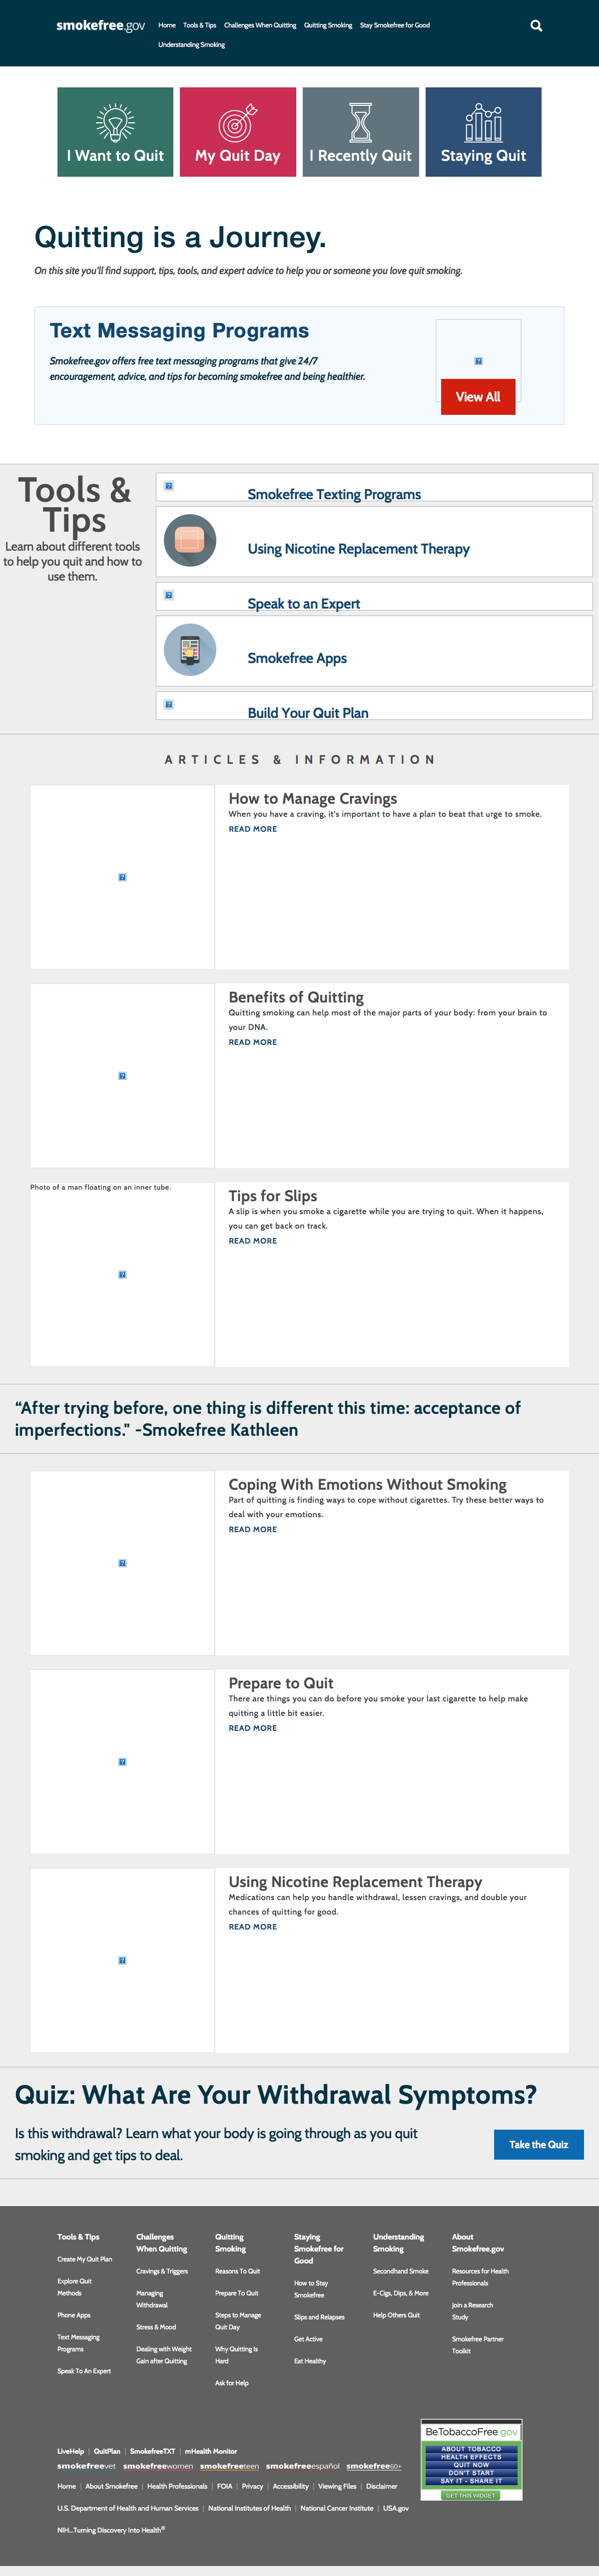 smokefree.gov
Home Tools & Tips Challenges When Quitting Quitting Smoking Stay Smokefree for Good
Understanding Smoking
I Want to Quit
My Quit Day
I Recently Quit
Staying Quit
Quitting is a Journey.
On this site you'll find support, tips, tools, and expert advice to help you or someone you love quit smoking.
Text Messaging Programs
Smokefree.gov offers free text messaging programs that give 24/7
encouragement, advice, and tips for becoming smokefree and being healthier.
View All
Tools &
Tips
Learn about different tools
to help you quit and how to
use them.
Smokefree Texting Programs
Using Nicotine Replacement Therapy
Speak to an Expert
Smokefree Apps
Build Your Quit Plan
ARTICLES & INFORMATION
How to Manage Cravings
When you have a craving, it's important to have a plan to beat that urge to smoke.
READ MORE
Benefits of Quitting
Quitting smoking can help most of the major parts of your body: from your brain to
your DNA.
READ MORE
Photo of a man floating on an inner tube.
Tips for Slips
A slip is when you smoke a cigarette while you are trying to quit. When it happens,
you can get back on track.
READ MORE
“After trying before, one thing is different this time: acceptance of
imperfections." -Smokefree Kathleen
Coping With Emotions Without Smoking
Part of quitting is finding ways to cope without cigarettes. Try these better ways to
deal with your emotions.
READ MORE
Prepare to Quit
There are things you can do before you smoke your last cigarette to help make
quitting a little bit easier.
READ MORE
Using Nicotine Replacement Therapy
Medications can help you handle withdrawal, lessen cravings, and double your
chances of quitting for good.
READ MORE
Quiz: What Are Your Withdrawal Symptoms?
Is this withdrawal? Learn what your body is going through as you quit
smoking and get tips to deal.
Take the Quiz
Tools & Tips
Create My Quit Plan
Explore Quit
Methods
Phone Apps
Text Messaging
Programs
Speak To An Expert
Challenges
When Quitting
Cravings & Triggers
Managing
Withdrawal
Stress & Mood
Dealing with Weight
Gain after Quitting
Quitting
Smoking
Reasons To Quit
Prepare To Quit
Steps to Manage
Quit Day
Why Quitting Is
Hard
Ask for Help
Staying
Smokefree for
Good
How to Stay
Smokefree
Slips and Relapses
Get Active
Eat Healthy
Understanding
Smoking
Secondhand Smoke
E-Cigs, Dips, & More
Help Others Quit
About
Smokefree.gov
Resources for Health
Professionals
Join a Research
Study
Smokefree Partner
Toolkit
LiveHelp | QuitPlan | SmokefreeTXT | mHealth Monitor
smokefreevet smokefreewomen smokefreeteen smokefreeespañol smokefree60+
Home | About Smokefree | Health Professionals | FOIA | Privacy | Accessibility | Viewing Files | Disclaimer
U.S. Department of Health and Human Services | National Institutes of Health | National Cancer Institute | USA.gov
NIH...Turning Discovery Into Health®
BeTobaccoFree.gov
ABOUT TOBACCO
HEALTH EFFECTS
QUIT NOW
DON'T START
SAY IT - SHARE IT
GET THIS WIDGET